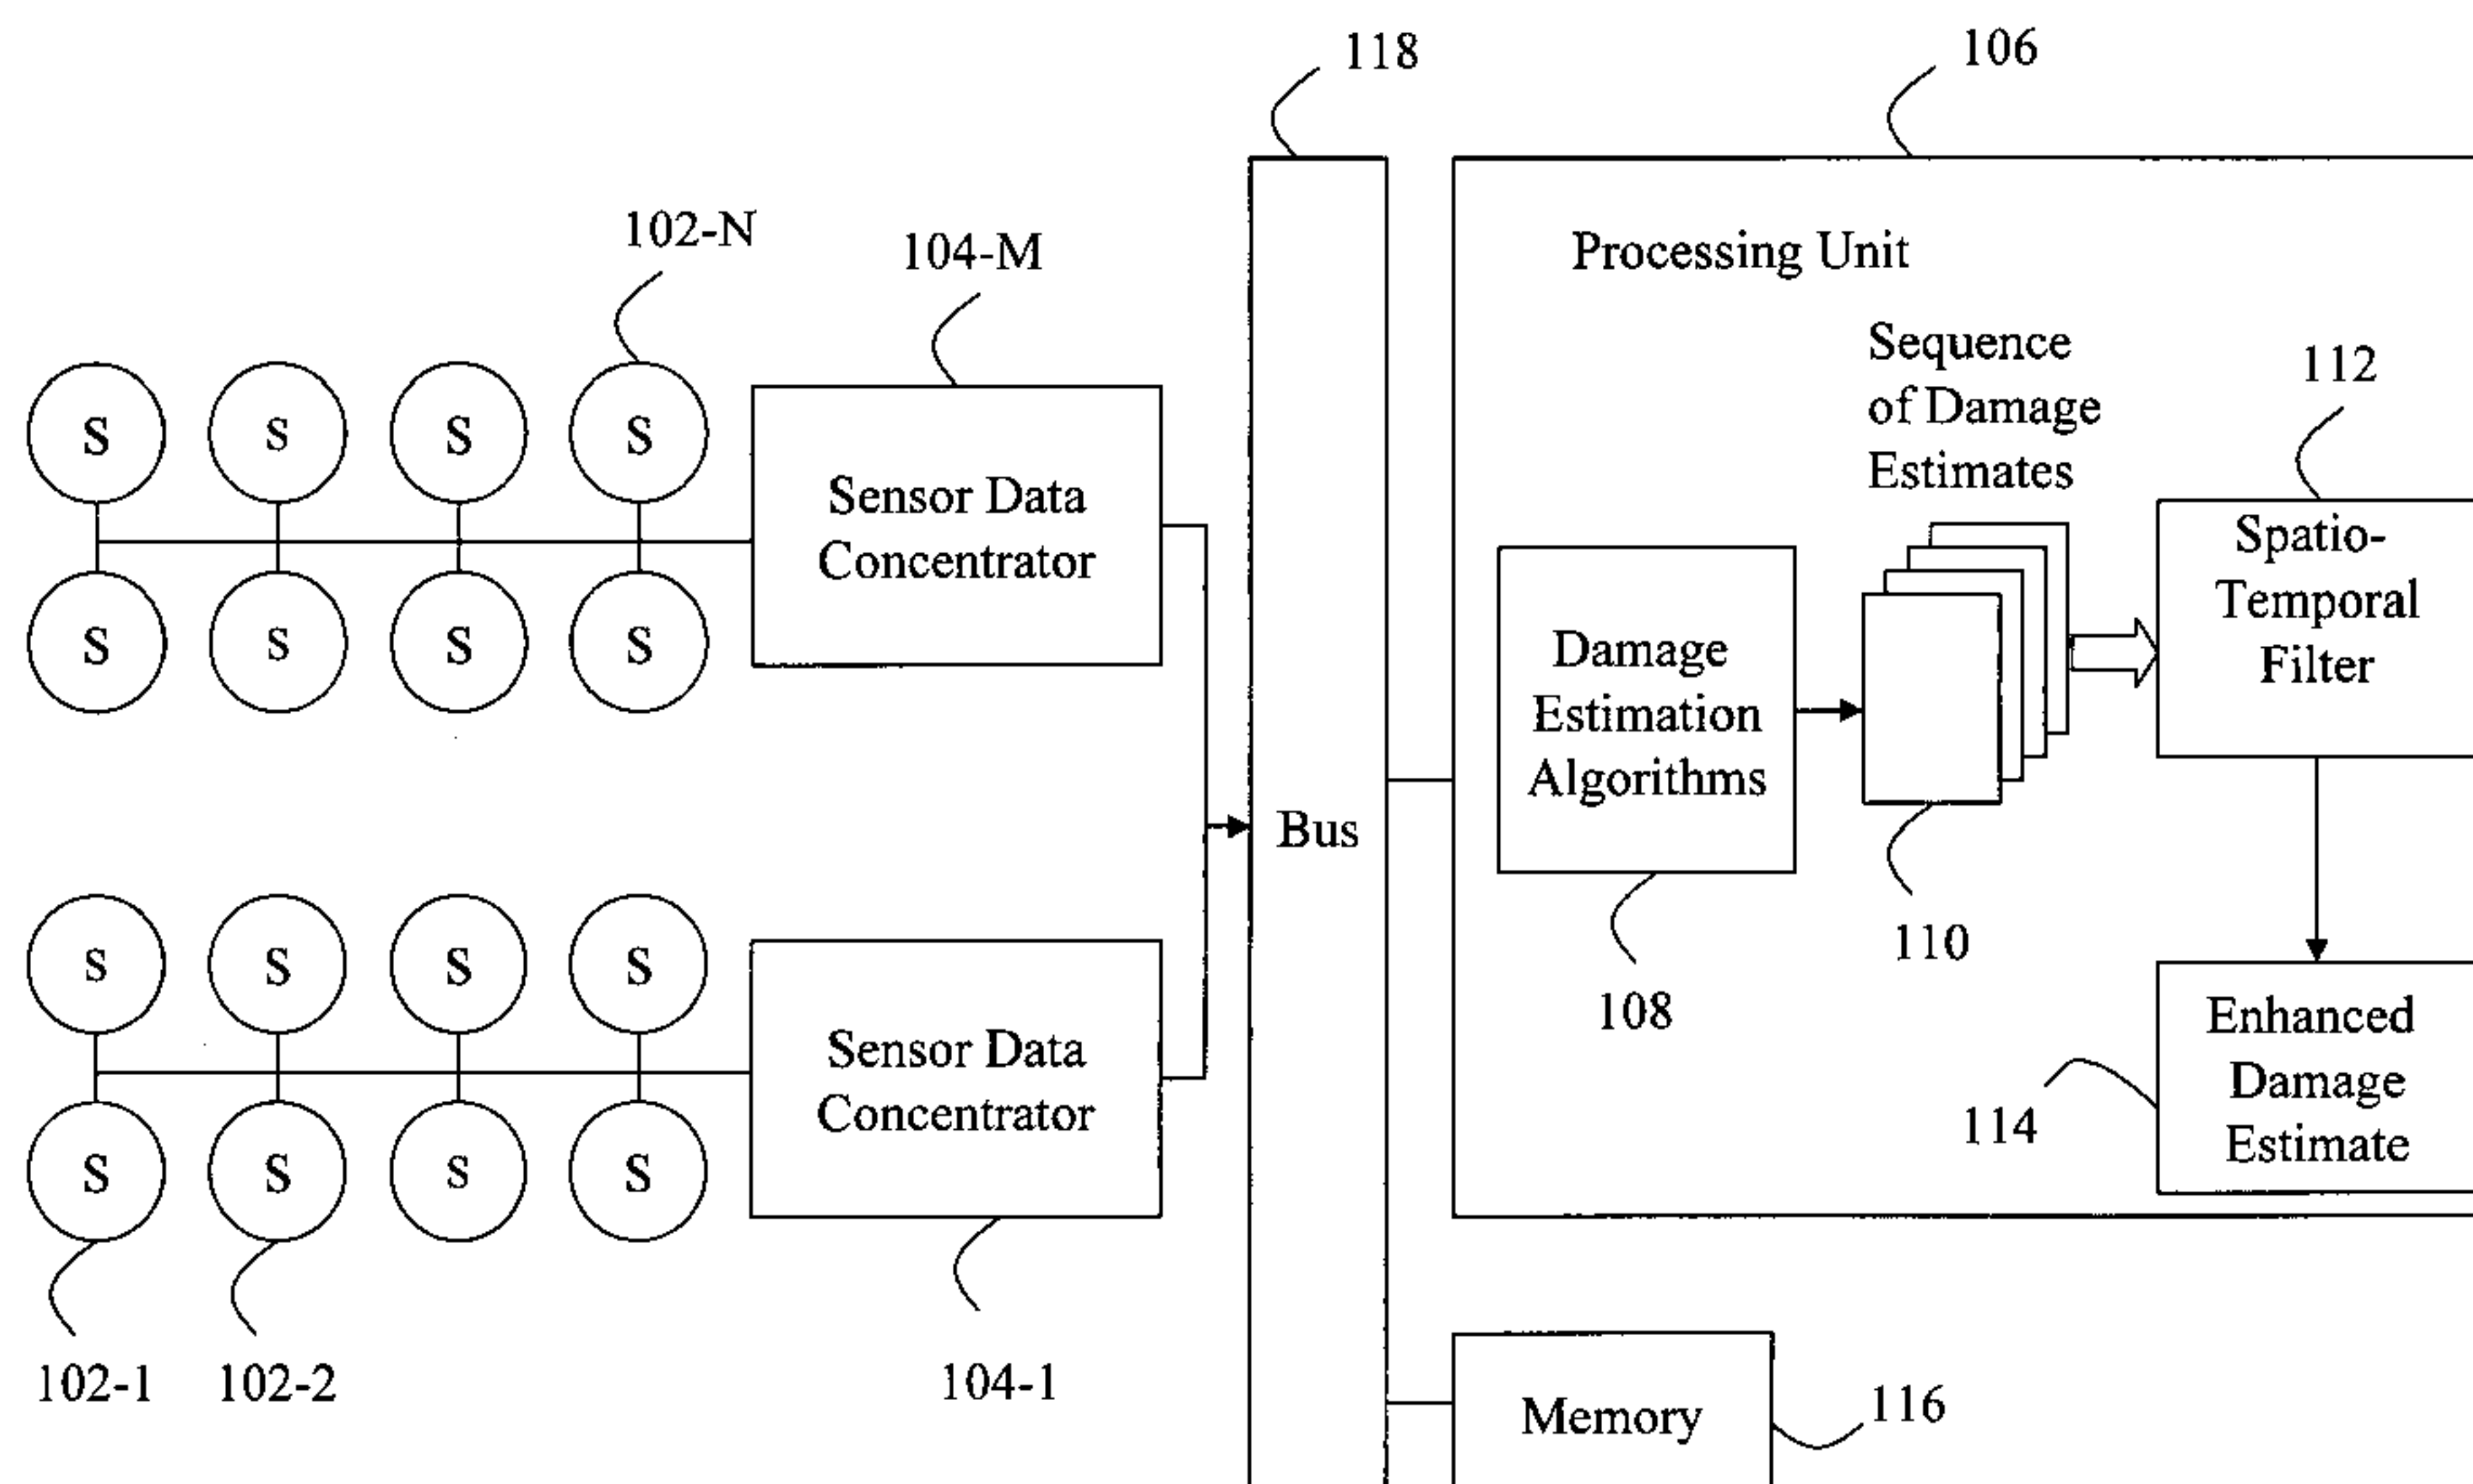 118
106
102-N
104-M
Processing Unit
Sequence
of Damage
Estimates
112
S S S S
Sensor Data
Concentrator
S S S S
Spatio-
Temporal
Filter
Damage
Estimation
Algorithms
Bus
110
108
S S S S
Sensor Data
Concentrator
S S S S
Enhanced
Damage
Estimate
114
102-1
102-2
104-1
Memory
116